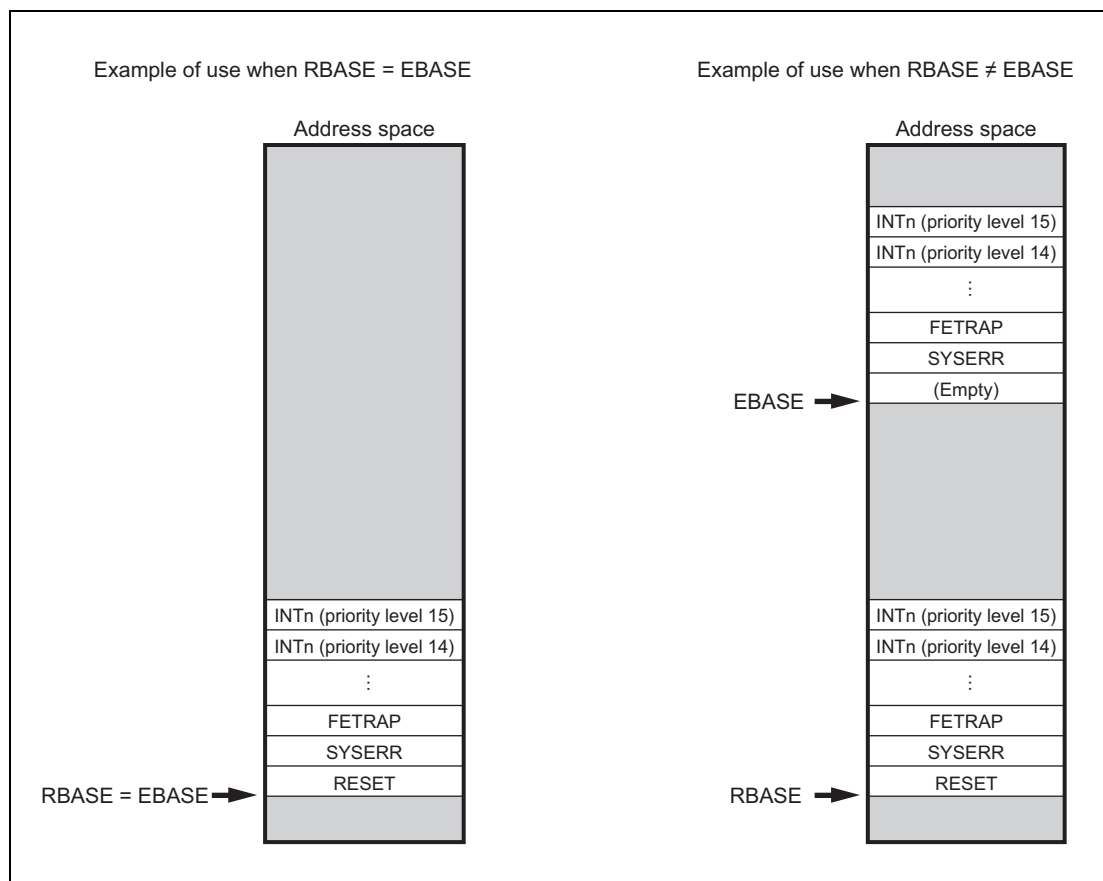 Example of use when RBASE = EBASE
Address space
INTn (priority level 15)
INTn (priority level 14)
⋮
FETRAP
SYSERR
RESET
RBASE = EBASE
Example of use when RBASE ≠ EBASE
Address space
INTn (priority level 15)
INTn (priority level 14)
⋮
FETRAP
SYSERR
(Empty)
EBASE
INTn (priority level 15)
INTn (priority level 14)
⋮
FETRAP
SYSERR
RESET
RBASE